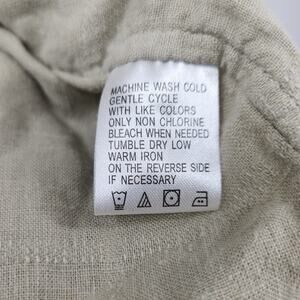 MACHINE WASH COLD
GENTLE CYCLE
WITH LIKE COLORS
ONLY NON CHLORINE
BLEACH WHEN NEEDED
TUMBLE DRY LOW
WARM IRON
ON THE REVERSE SIDE
IF NECESSARY